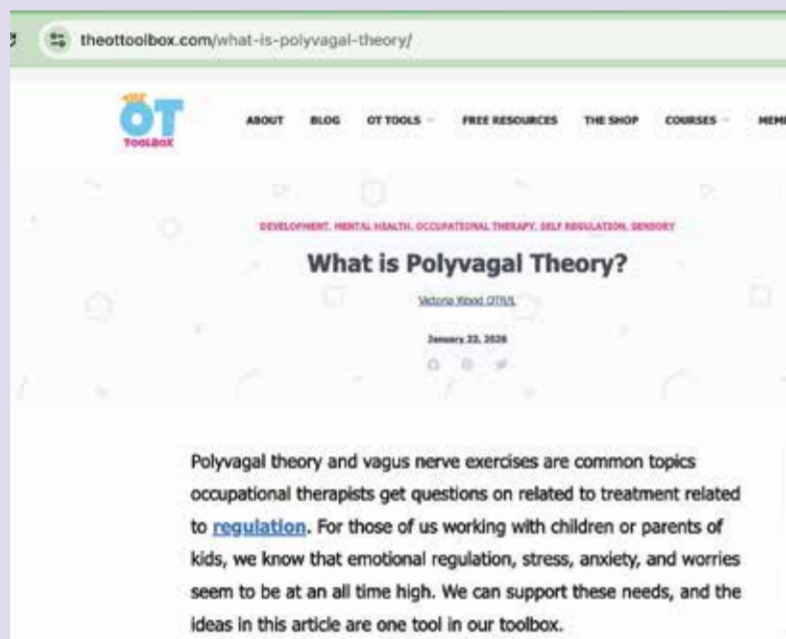 theottoolbox.com/what-is-polyvagal-theory/
THE
OT
TOOLBOX
ABOUT BLOG OT TOOLS FREE RESOURCES THE SHOP COURSES MEM
DEVELOPMENT, MENTAL HEALTH, OCCUPATIONAL THERAPY, SELF REGULATION, SENSORY
What is Polyvagal Theory?
Victoria Wood OTR/L
January 22, 2026
Polyvagal theory and vagus nerve exercises are common topics
occupational therapists get questions on related to treatment related
to regulation. For those of us working with children or parents of
kids, we know that emotional regulation, stress, anxiety, and worries
seem to be at an all time high. We can support these needs, and the
ideas in this article are one tool in our toolbox.